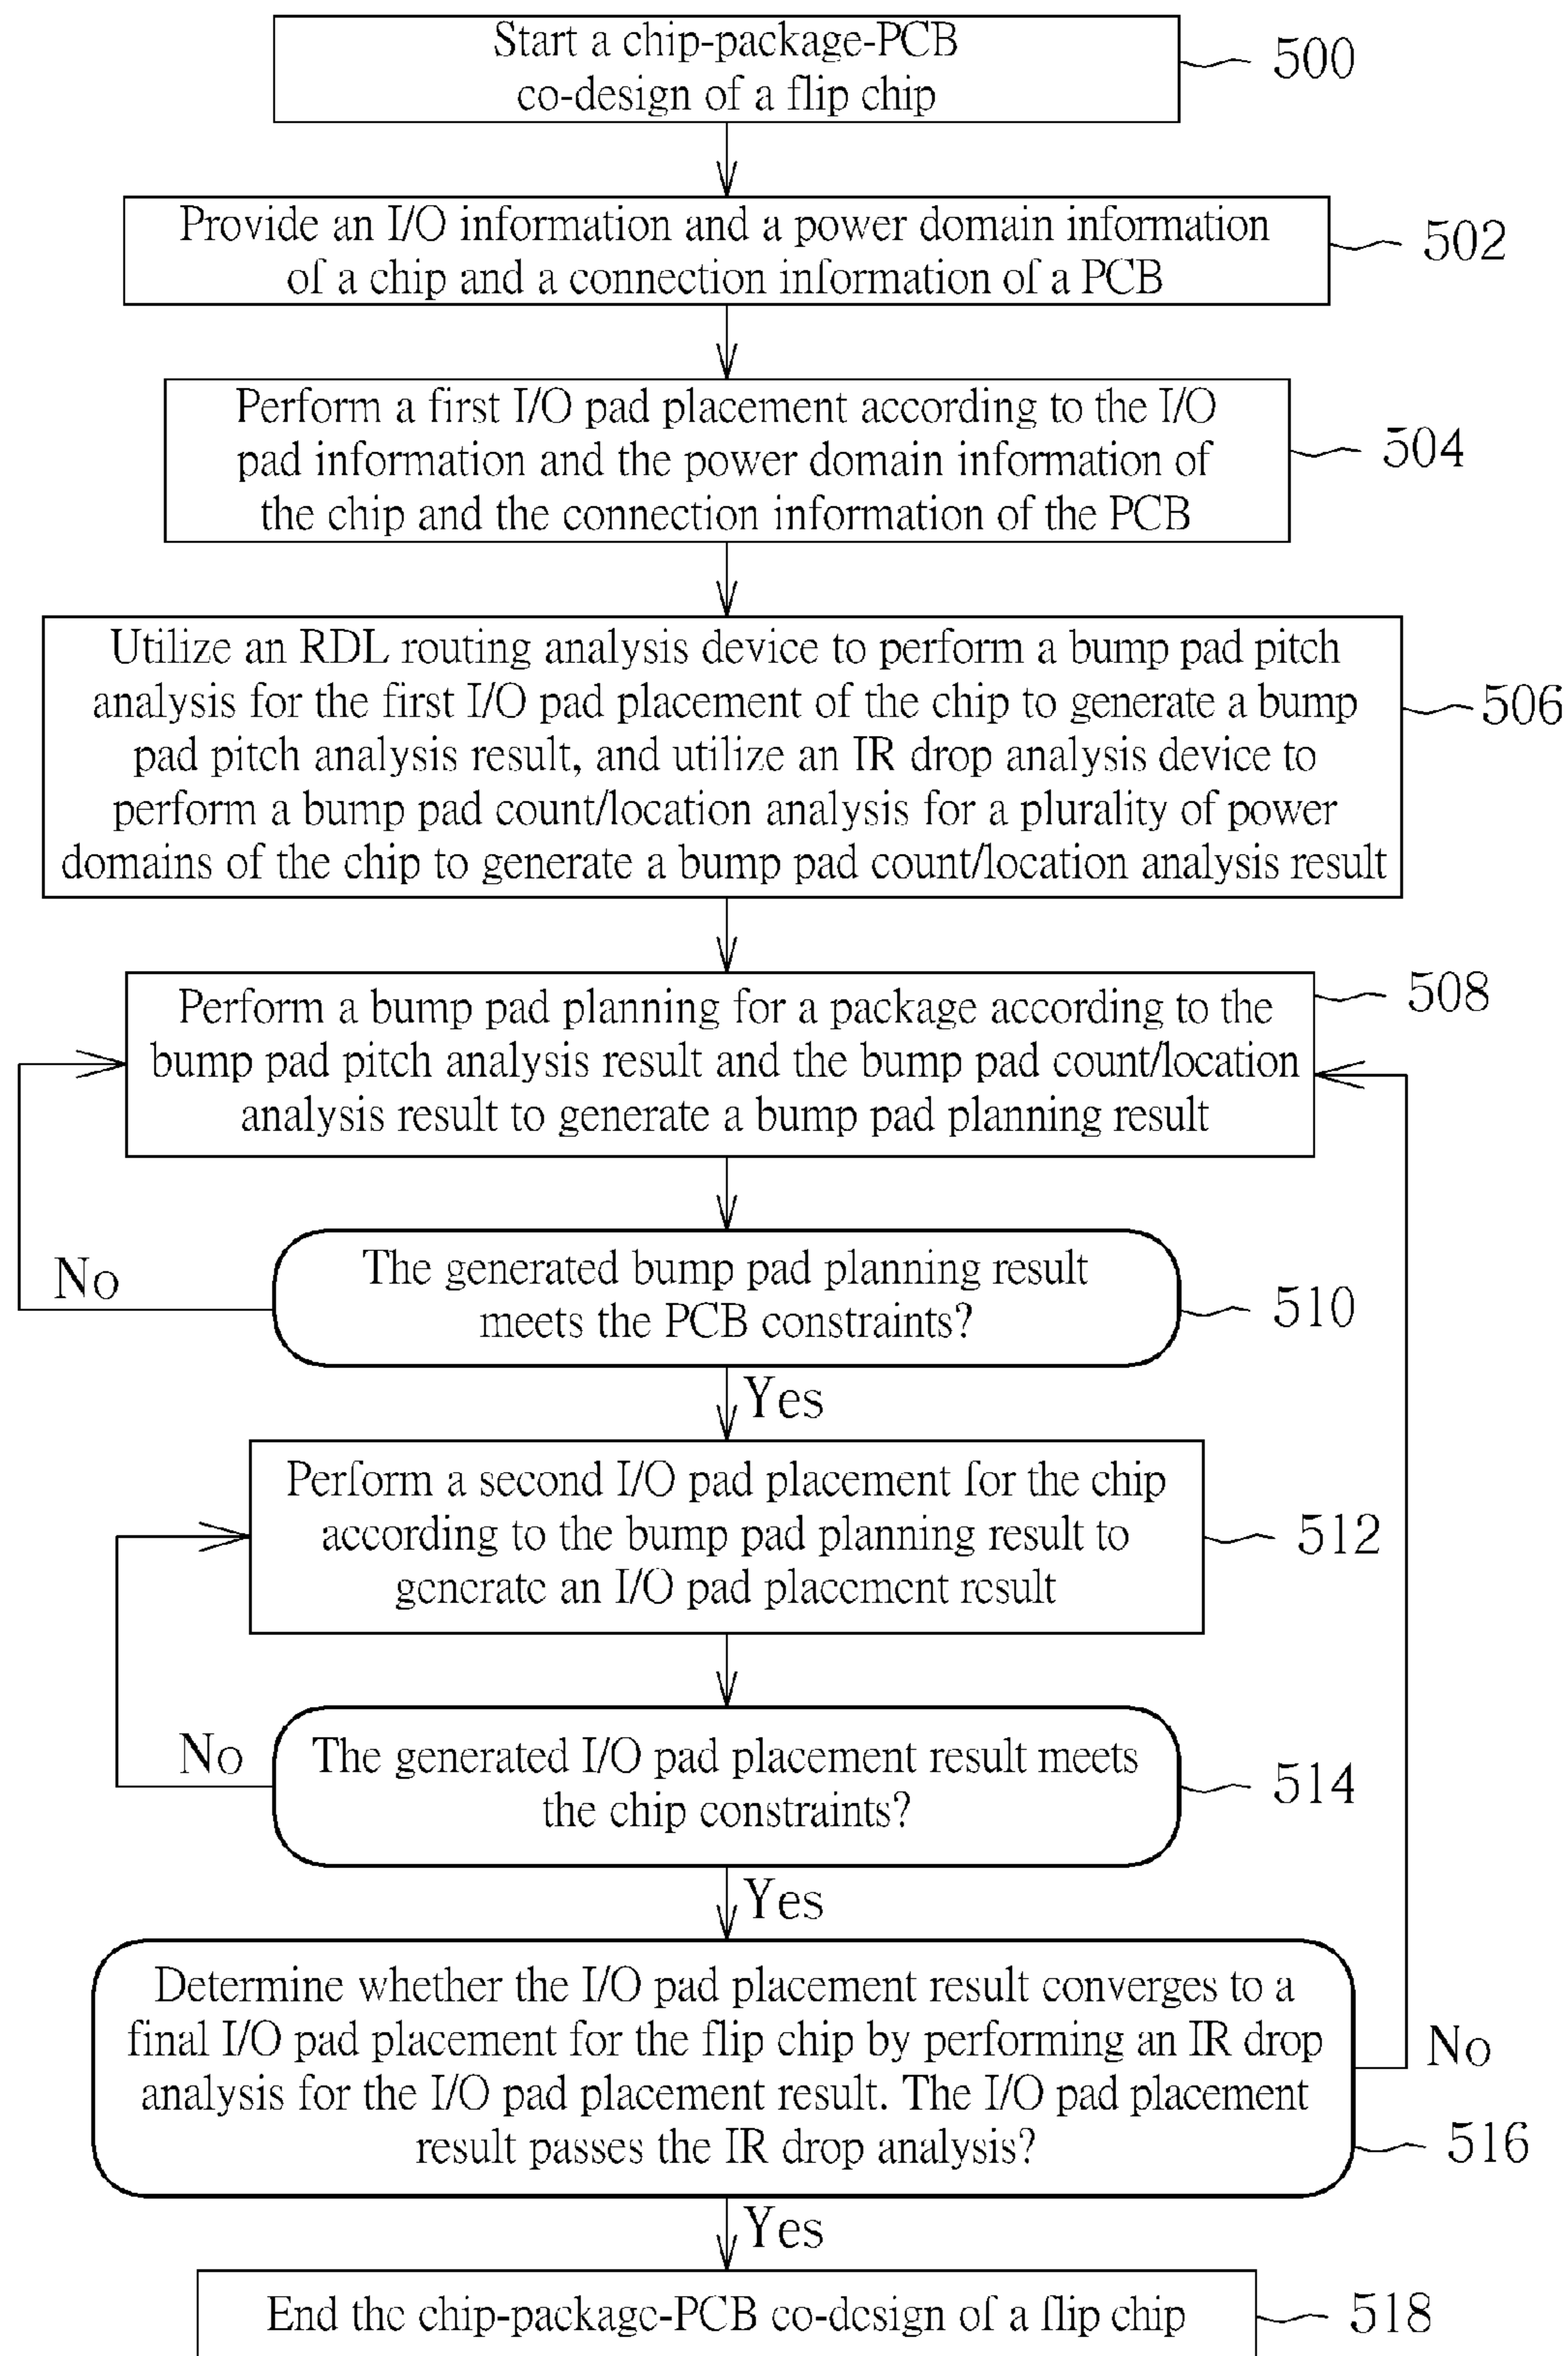 Start a chip-package-PCB
co-design of a flip chip
500
Provide an I/O information and a power domain information
of a chip and a connection information of a PCB
502
Perform a first I/O pad placement according to the I/O
pad information and the power domain information of
the chip and the connection information of the PCB
504
Utilize an RDL routing analysis device to perform a bump pad pitch
analysis for the first I/O pad placement of the chip to generate a bump
pad pitch analysis result, and utilize an IR drop analysis device to
perform a bump pad count/location analysis for a plurality of power
domains of the chip to generate a bump pad count/location analysis result
506
Perform a bump pad planning for a package according to the
bump pad pitch analysis result and the bump pad count/location
analysis result to generate a bump pad planning result
508
The generated bump pad planning result
meets the PCB constraints?
510
No
Yes
Perform a second I/O pad placement for the chip
according to the bump pad planning result to
generate an I/O pad placement result
512
The generated I/O pad placement result meets
the chip constraints?
514
No
Yes
Determine whether the I/O pad placement result converges to a
final I/O pad placement for the flip chip by performing an IR drop
analysis for the I/O pad placement result. The I/O pad placement
result passes the IR drop analysis?
No
516
Yes
End the chip-package-PCB co-design of a flip chip
518